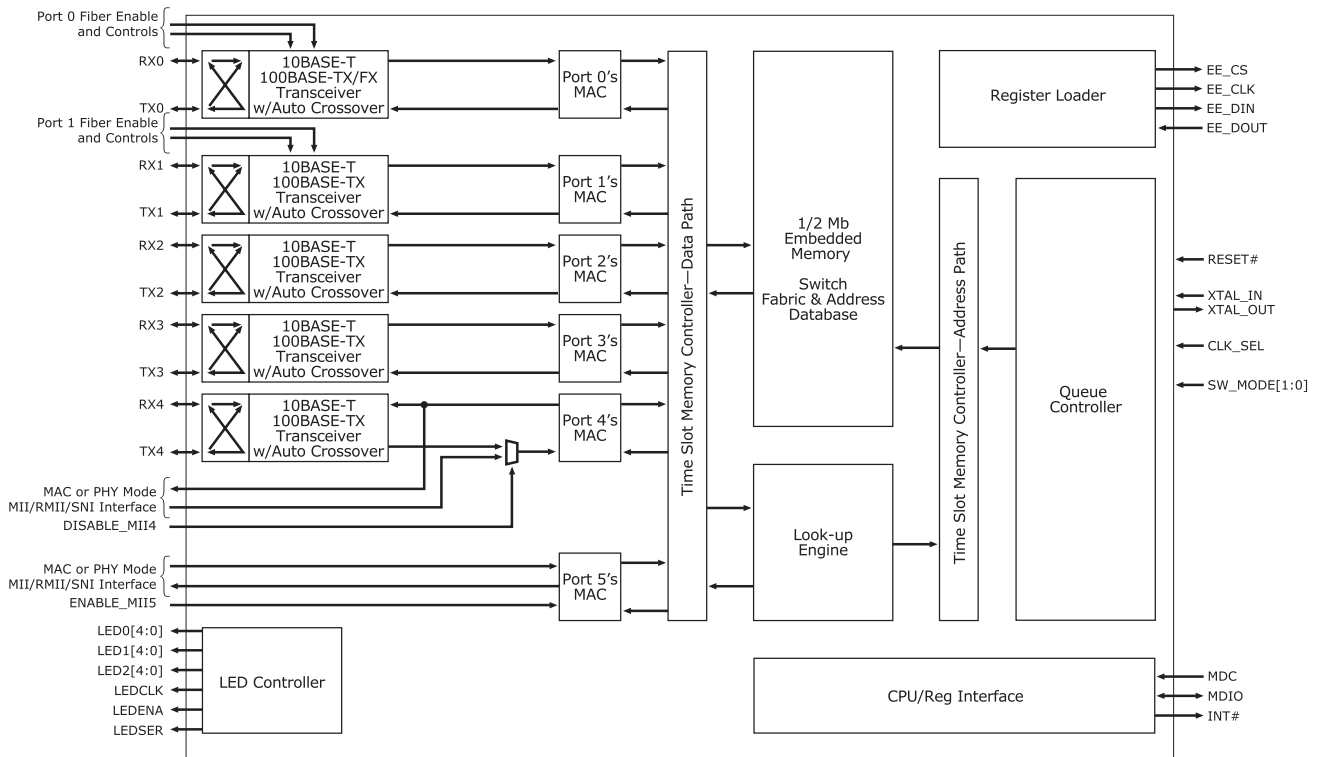 Port 0 Fiber Enable
and Controls
RX0
TX0
10BASE-T
100BASE-TX/FX
Transceiver
w/Auto Crossover
Port 0's
MAC
Port 1 Fiber Enable
and Controls
RX1
TX1
10BASE-T
100BASE-TX
Transceiver
w/Auto Crossover
Port 1's
MAC
RX2
TX2
10BASE-T
100BASE-TX
Transceiver
w/Auto Crossover
Port 2's
MAC
RX3
TX3
10BASE-T
100BASE-TX
Transceiver
w/Auto Crossover
Port 3's
MAC
RX4
TX4
10BASE-T
100BASE-TX
Transceiver
w/Auto Crossover
Port 4's
MAC
MAC or PHY Mode
MII/RMII/SNI Interface
DISABLE_MII4
MAC or PHY Mode
MII/RMII/SNI Interface
ENABLE_MII5
Port 5's
MAC
LED0[4:0]
LED1[4:0]
LED2[4:0]
LEDCLK
LEDENA
LEDSER
LED Controller
Time Slot Memory Controller—Data Path
1/2 Mb
Embedded
Memory
Switch
Fabric & Address
Database
Look-up
Engine
Time Slot Memory Controller—Address Path
Queue
Controller
Register Loader
EE_CS
EE_CLK
EE_DIN
EE_DOUT
RESET#
XTAL_IN
XTAL_OUT
CLK_SEL
SW_MODE[1:0]
CPU/Reg Interface
MDC
MDIO
INT#